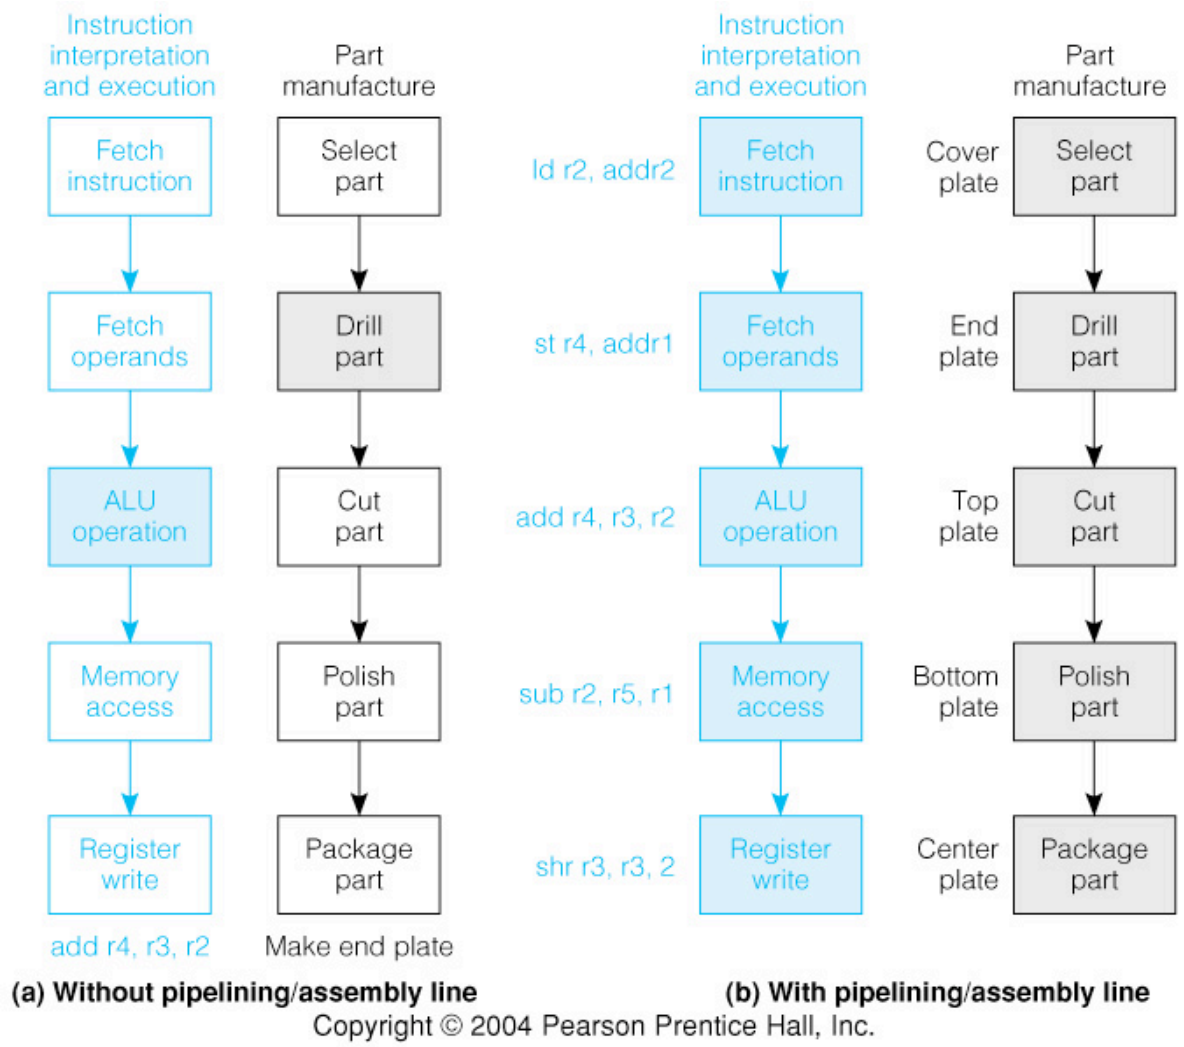 Instruction
interpretation
and execution
Part
manufacture
Fetch
instruction
Fetch
operands
ALU
operation
Memory
access
Register
write
add r4, r3, r2
Select
part
Drill
part
Cut
part
Polish
part
Package
part
Make end plate
(a) Without pipelining/assembly line
Instruction
interpretation
and execution
Part
manufacture
ld r2, addr2
Fetch
instruction
st r4, addr1
Fetch
operands
add r4, r3, r2
ALU
operation
sub r2, r5, r1
Memory
access
shr r3, r3, 2
Register
write
Cover
plate
Select
part
End
plate
Drill
part
Top
plate
Cut
part
Bottom
plate
Polish
part
Center
plate
Package
part
(b) With pipelining/assembly line
Copyright © 2004 Pearson Prentice Hall, Inc.